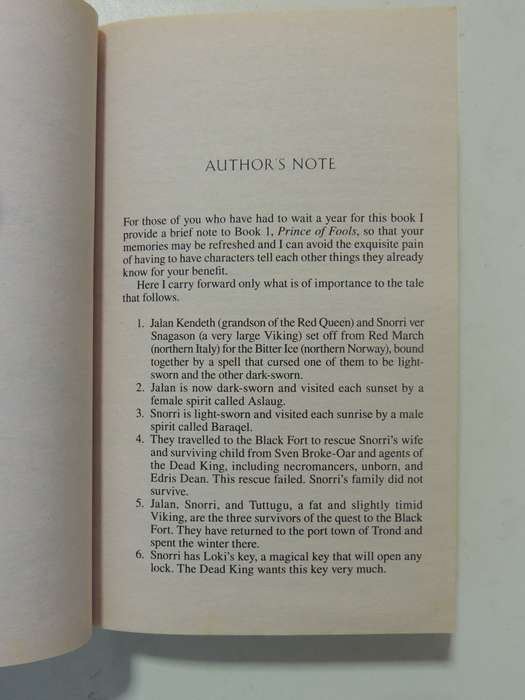 AUTHOR'S NOTE
For those of you who have had to wait a year for this book I
provide a brief note to Book 1, Prince of Fools, so that your
memories may be refreshed and I can avoid the exquisite pain
of having to have characters tell each other things they already
know for your benefit.
Here I carry forward only what is of importance to the tale
that follows.
1. Jalan Kendeth (grandson of the Red Queen) and Snorri ver
Snagason (a very large Viking) set off from Red March
(northern Italy) for the Bitter Ice (northern Norway), bound
together by a spell that cursed one of them to be light-
sworn and the other dark-sworn.
2. Jalan is now dark-sworn and visited each sunset by a
female spirit called Aslaug.
3. Snorri is light-sworn and visited each sunrise by a male
spirit called Baraqel.
4. They travelled to the Black Fort to rescue Snorri's wife
and surviving child from Sven Broke-Oar and agents of
the Dead King, including necromancers, unborn, and
Edris Dean. This rescue failed. Snorri's family did not
survive.
5. Jalan, Snorri, and Tuttugu, a fat and slightly timid
Viking, are the three survivors of the quest to the Black
Fort. They have returned to the port town of Trond and
spent the winter there.
6. Snorri has Loki's key, a magical key that will open any
lock. The Dead King wants this key very much.